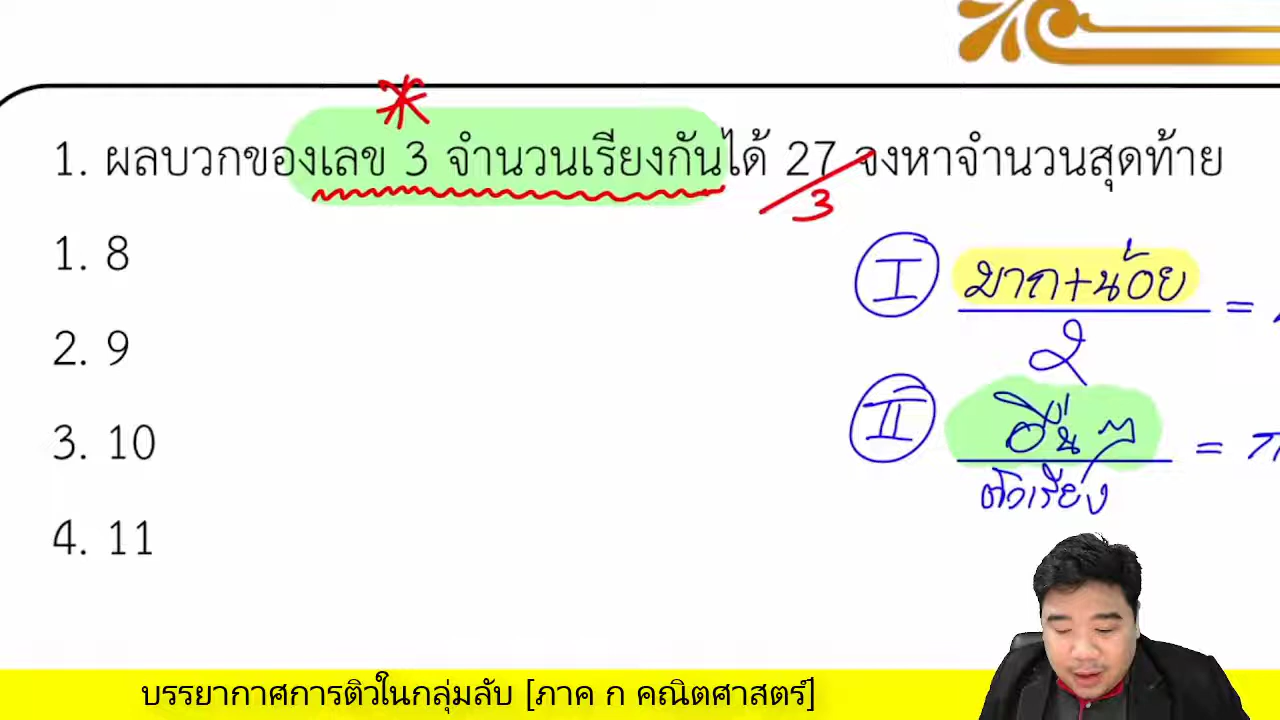 1. ผลบวกของเลข 3 จำนวนเรียงกันได้ 27 จงหาจำนวนสุดท้าย
3
1. 8
2. 9
3. 10
4. 11
I มาก+น้อย =
2
II อื่นๆ =
ตัวเรียง
บรรยากาศการติวในกลุ่มลับ [ภาค ก คณิตศาสตร์]